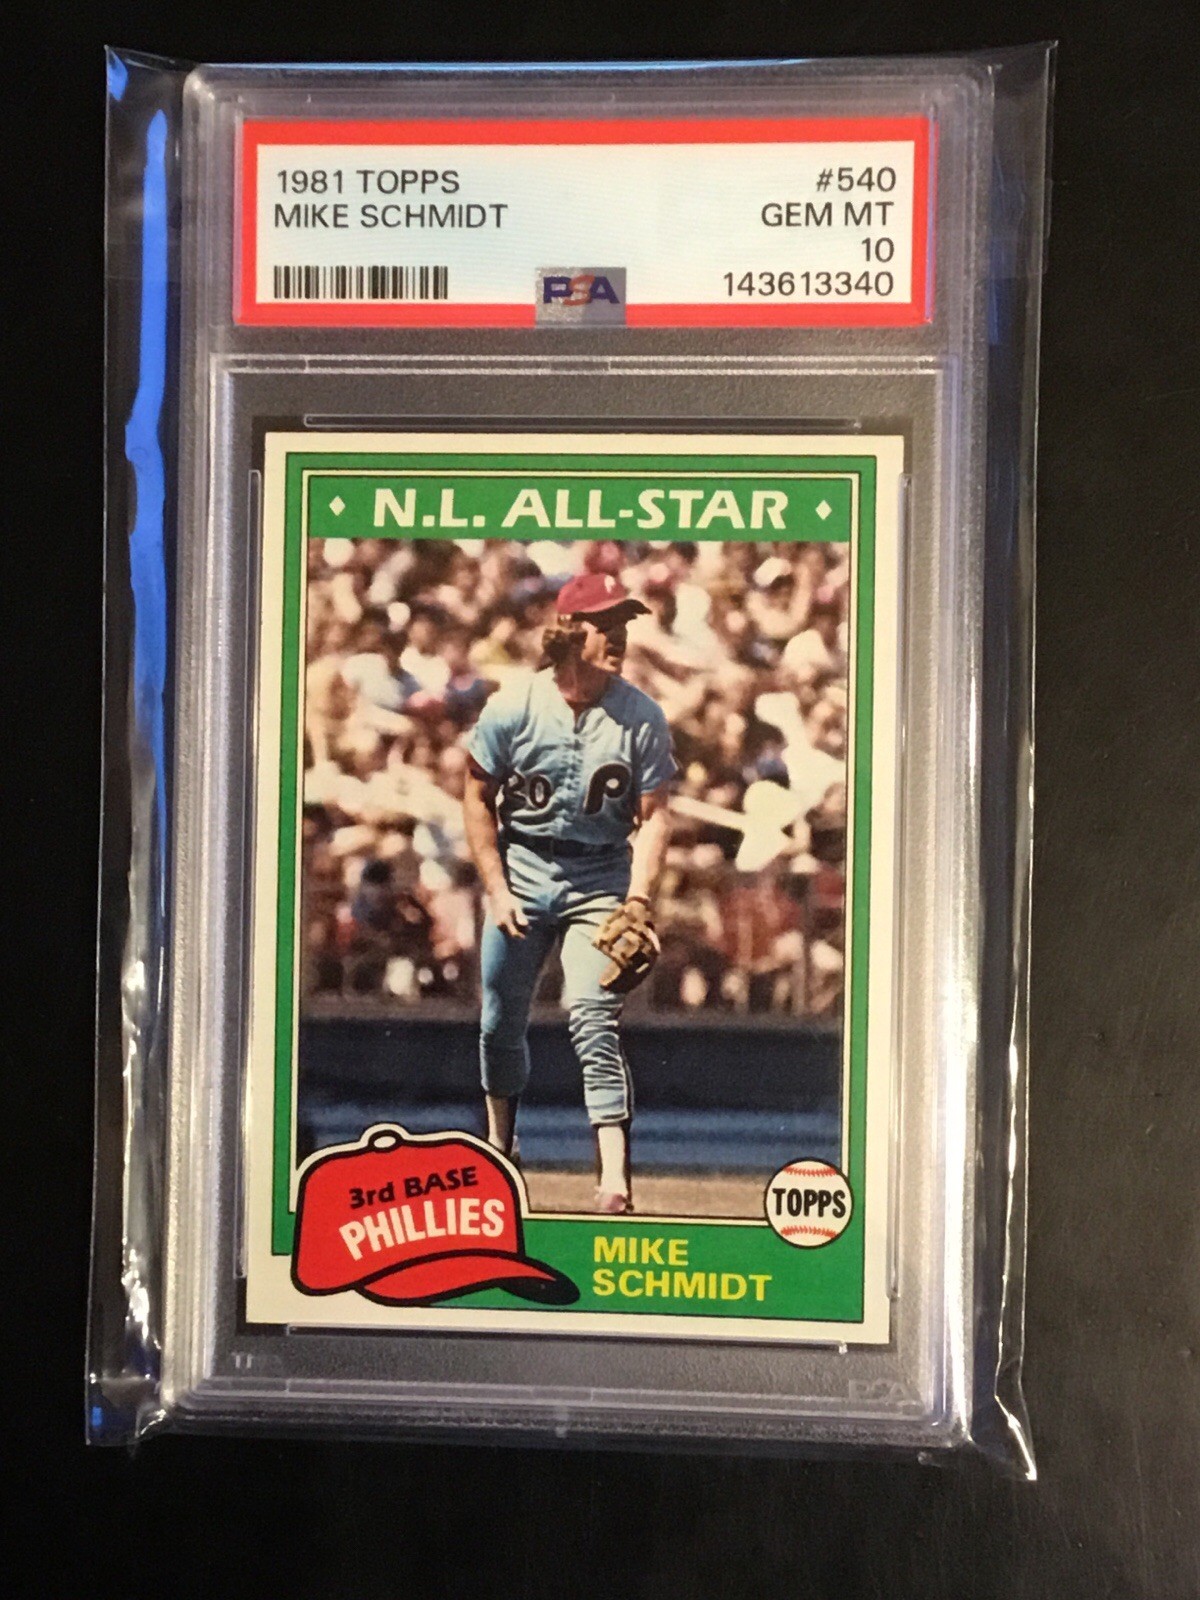 1981 TOPPS #540
MIKE SCHMIDT GEM MT
10
PSA 143613340
N.L. ALL-STAR
20 P
3rd BASE
PHILLIES
TOPPS
MIKE
SCHMIDT
PSA